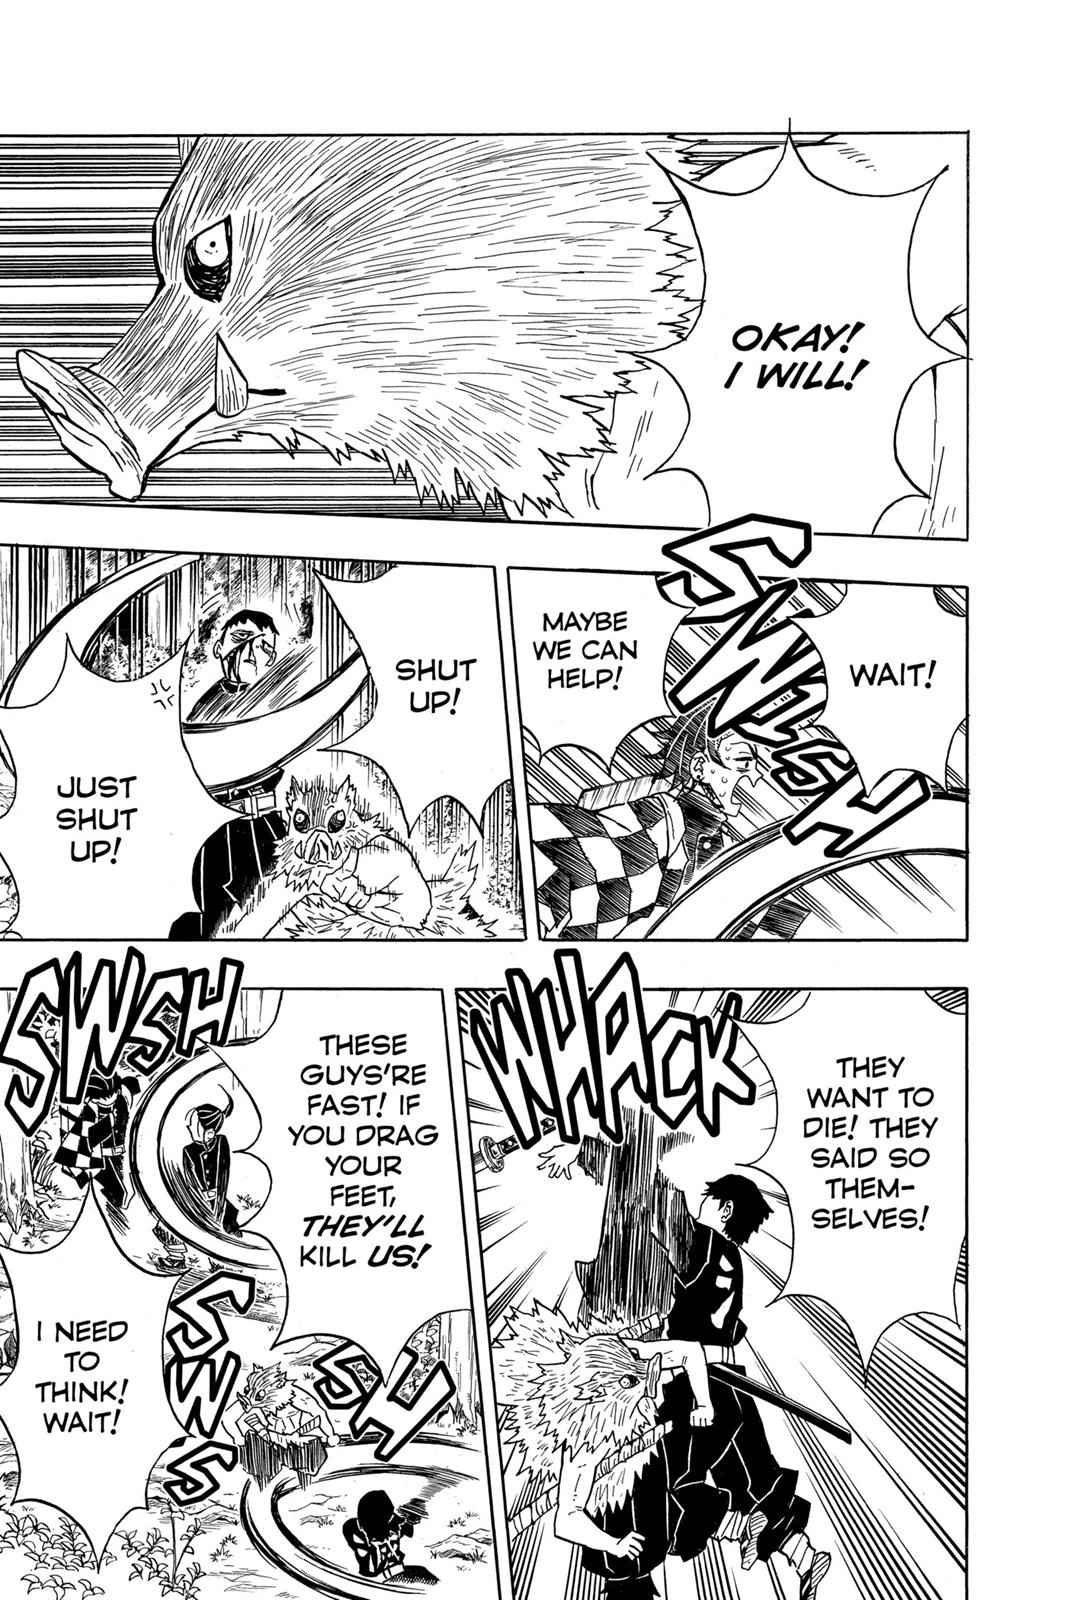 OKAY!
I WILL!
SWISH
WAIT!
MAYBE
WE CAN
HELP!
SHUT
UP!
JUST
SHUT
UP!
THEY
WANT TO
DIE! THEY
SAID SO
THEM-
SELVES!
WHACK
THESE
GUYS'RE
FAST! IF
YOU DRAG
YOUR
FEET,
THEY'LL
KILL US!
SWSH
I NEED
TO
THINK!
WAIT!
SWS
SH